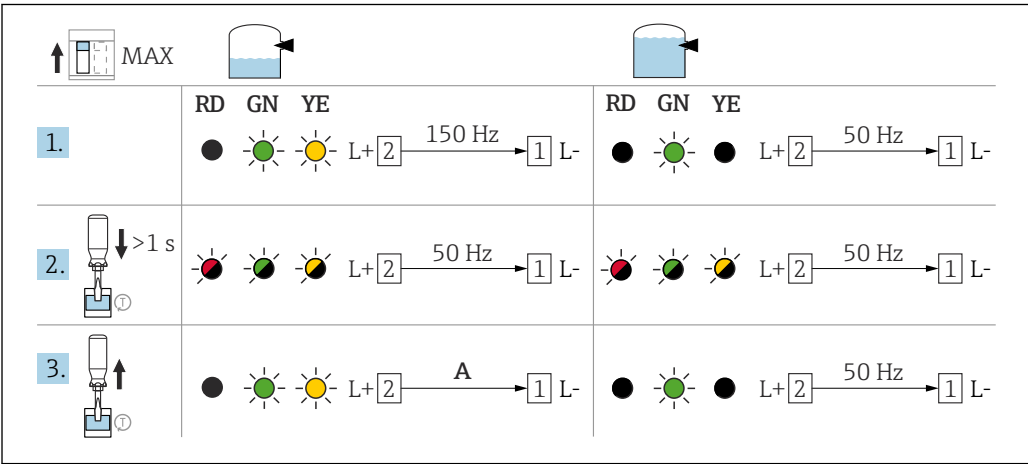 MAX
RD GN YE RD GN YE
1. L+ 2 150 Hz 1 L- L+ 2 50 Hz 1 L-
2. >1 s T L+ 2 50 Hz 1 L- L+ 2 50 Hz 1 L-
3. T L+ 2 A 1 L- L+ 2 50 Hz 1 L-